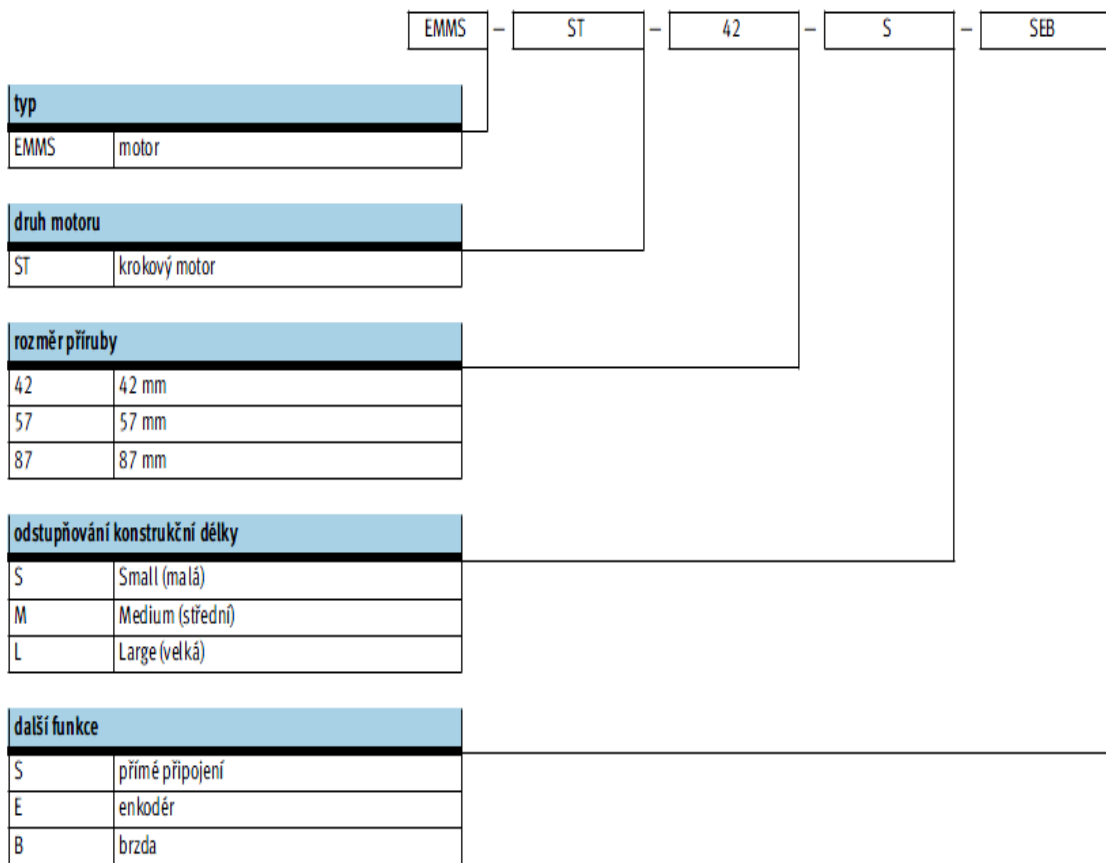 EMMS – ST – 42 – S – SEB
typ
EMMS motor
druh motoru
ST krokový motor
rozměr příruby
42 42 mm
57 57 mm
87 87 mm
odstupňování konstrukční délky
S Small (malá)
M Medium (střední)
L Large (velká)
další funkce
S přímé připojení
E enkodér
B brzda